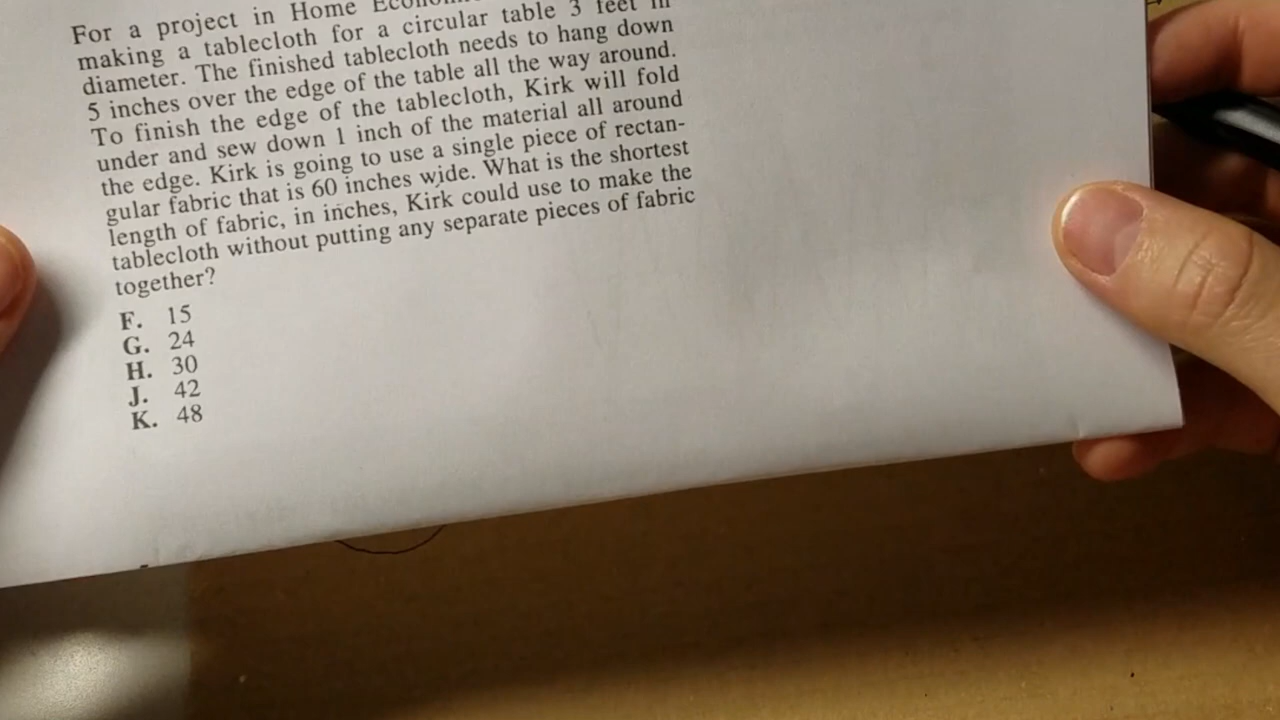 For a project in Home
making a tablecloth for a circular table 3 feet in
diameter. The finished tablecloth needs to hang down
5 inches over the edge of the table all the way around.
To finish the edge of the tablecloth, Kirk will fold
under and sew down 1 inch of the material all around
the edge. Kirk is going to use a single piece of rectan-
gular fabric that is 60 inches wide. What is the shortest
length of fabric, in inches, Kirk could use to make the
tablecloth without putting any separate pieces of fabric
together?
F. 15
G. 24
H. 30
J. 42
K. 48